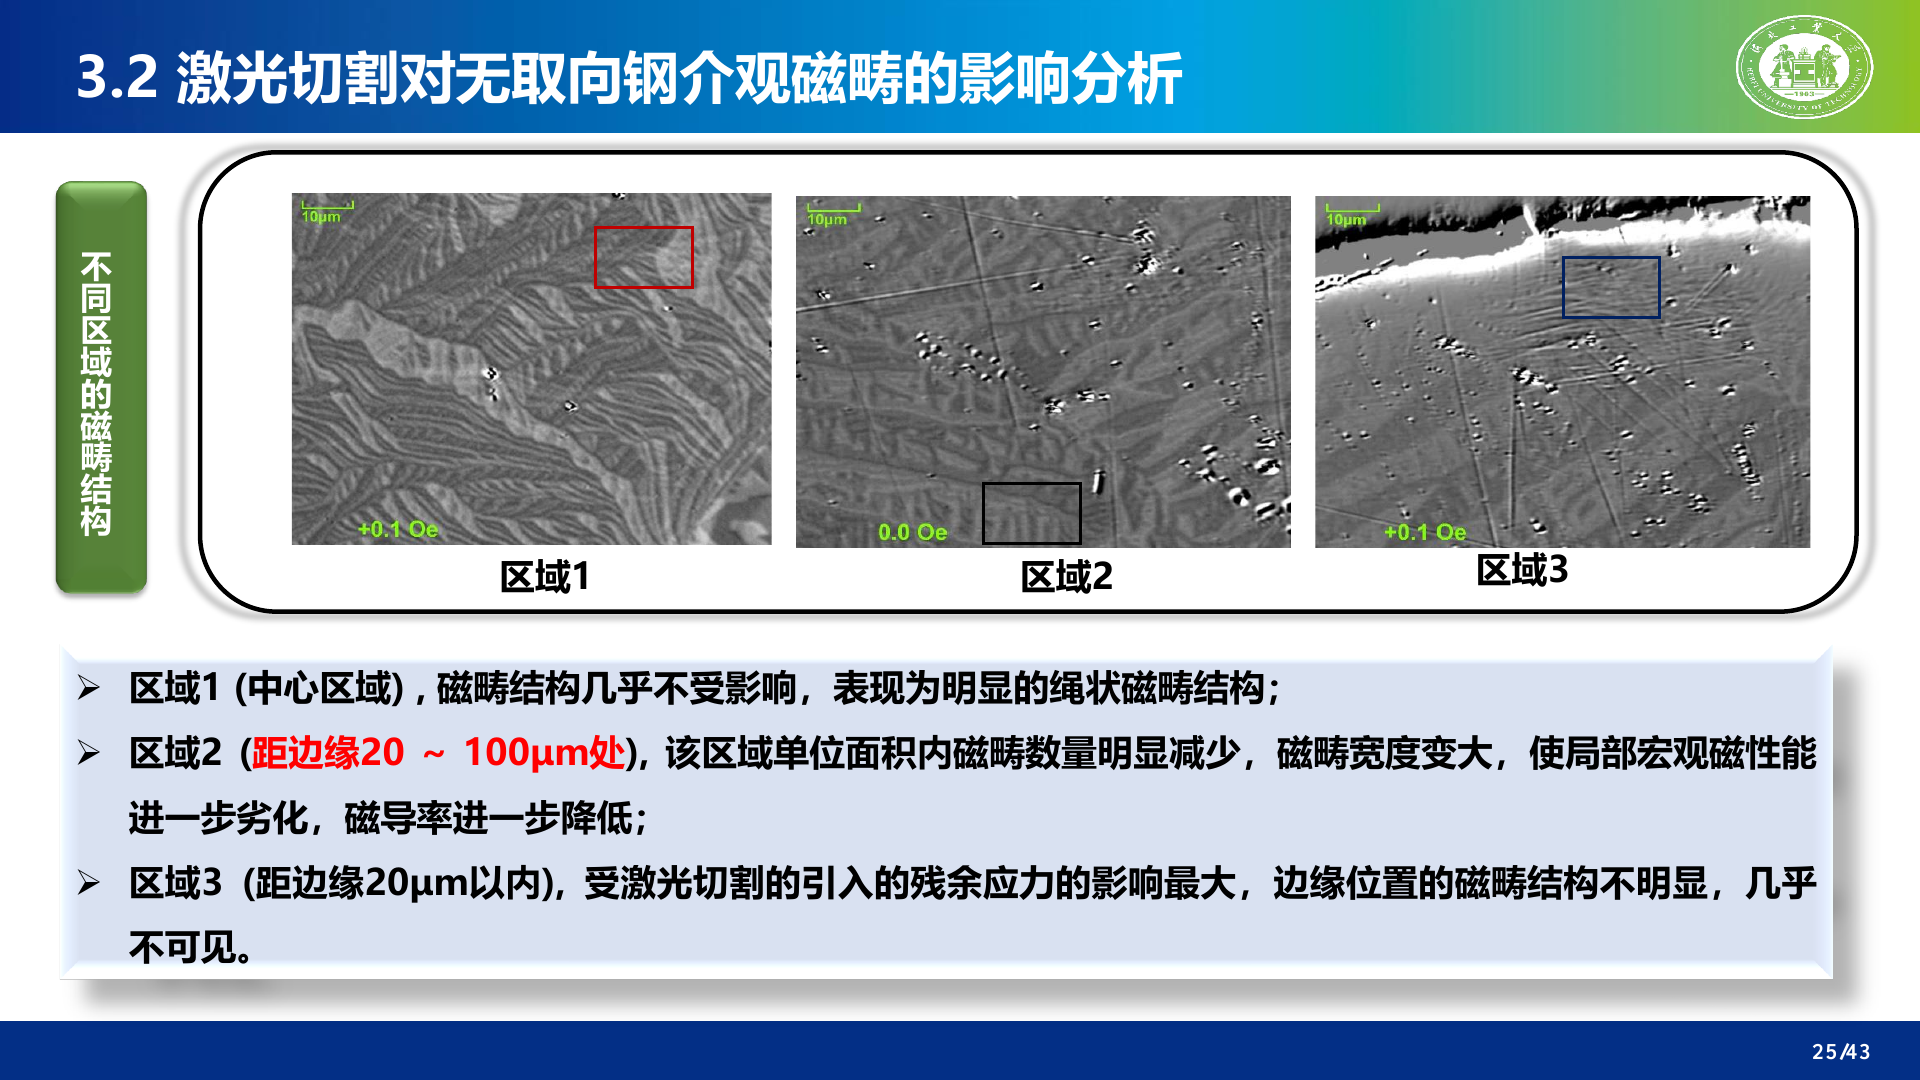 3.2 激光切割对无取向钢介观磁畴的影响分析
不同区域的磁畴结构
10μm
+0.1 Oe
区域1
10μm
0.0 Oe
区域2
10μm
+0.1 Oe
区域3
区域1 (中心区域) , 磁畴结构几乎不受影响，表现为明显的绳状磁畴结构；
区域2 (距边缘20 ~ 100μm处), 该区域单位面积内磁畴数量明显减少，磁畴宽度变大，使局部宏观磁性能
进一步劣化，磁导率进一步降低；
区域3 (距边缘20μm以内), 受激光切割的引入的残余应力的影响最大，边缘位置的磁畴结构不明显，几乎
不可见。
25/43